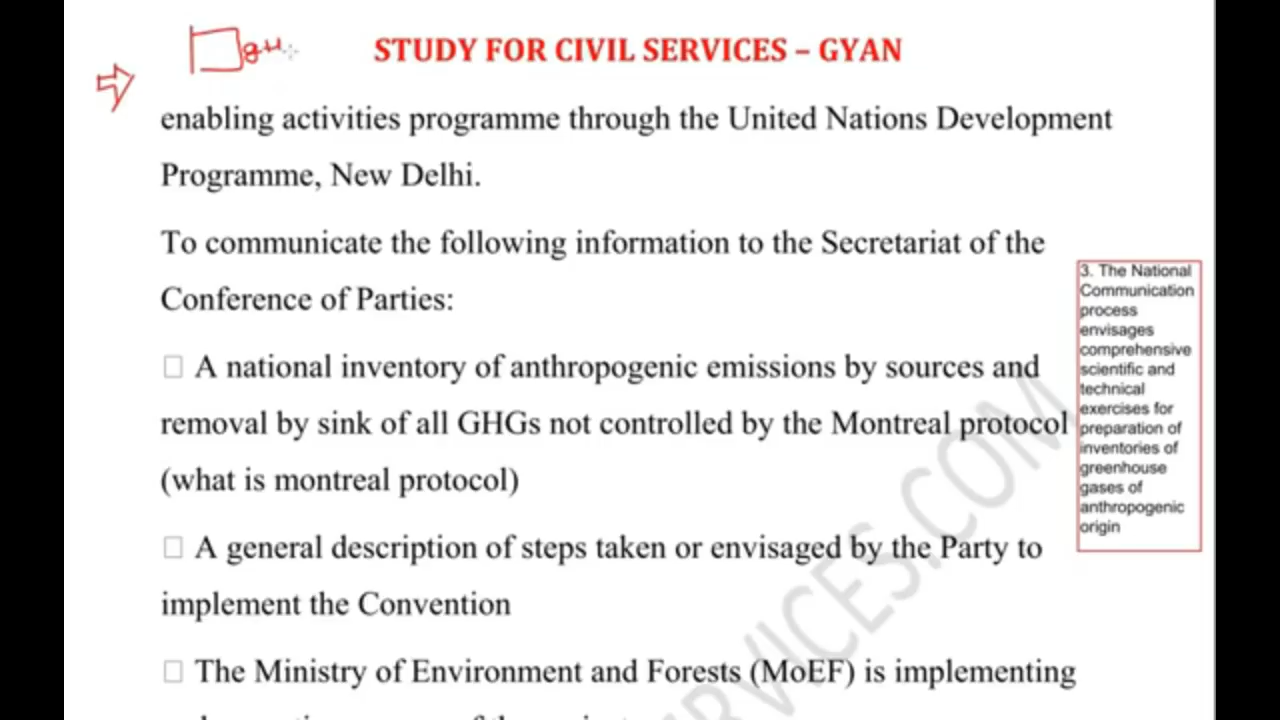 STUDY FOR CIVIL SERVICES – GYAN
enabling activities programme through the United Nations Development
Programme, New Delhi.
To communicate the following information to the Secretariat of the
Conference of Parties:
□ A national inventory of anthropogenic emissions by sources and
removal by sink of all GHGs not controlled by the Montreal protocol
(what is montreal protocol)
□ A general description of steps taken or envisaged by the Party to
implement the Convention
□ The Ministry of Environment and Forests (MoEF) is implementing
3. The National
Communication
process
envisages
comprehensive
scientific and
technical
exercises for
preparation of
inventories of
greenhouse
gases of
anthropogenic
origin